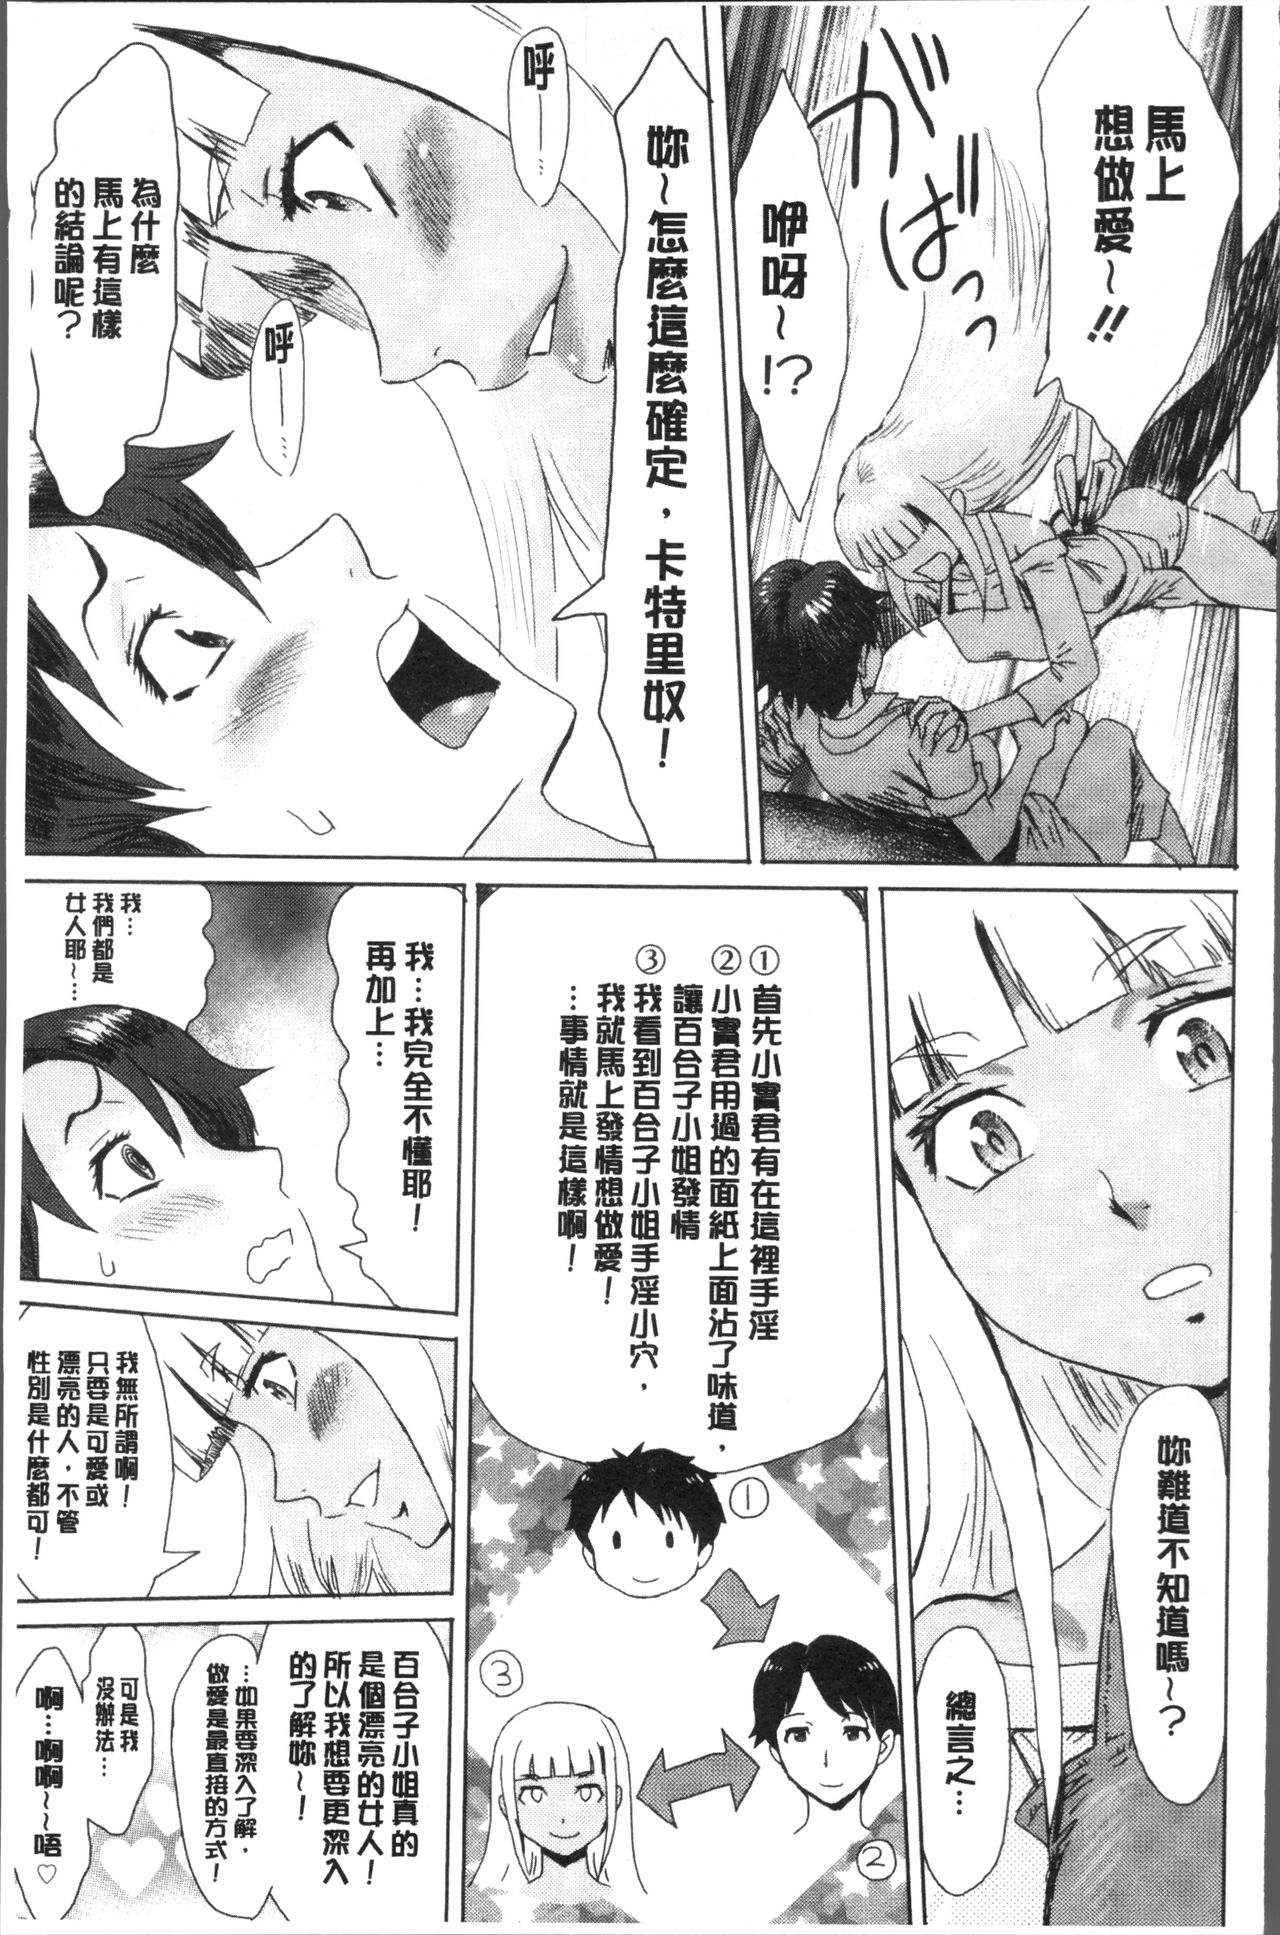 馬上
想做愛～!!
がばっ
咿呀～!?
妳～怎麼這麼確定，卡特里奴！
呼……
呼……
為什麼
馬上有這樣
的結論呢？
妳難道不知道嗎～？
總言之…
①首先小實君有在這裡手淫
②小實君用過的面紙上面沾了味道，
讓百合子小姐發情
③我看到百合子小姐手淫小穴，
我就馬上發情想做愛！
…事情就是這樣啊！
①
②
③
我…我完全不懂耶！
再加上…
我…
我們都是
女人耶～…
我無所謂啊！
只要是可愛或
漂亮的人，不管
性別是什麼都可！
百合子小姐真的
是個漂亮的女人！
所以我想要更深入
的了解妳～！
…如果要深入了解，
做愛是最直接的方式！
可是我
沒辦法…
啊…啊啊～～唔♡